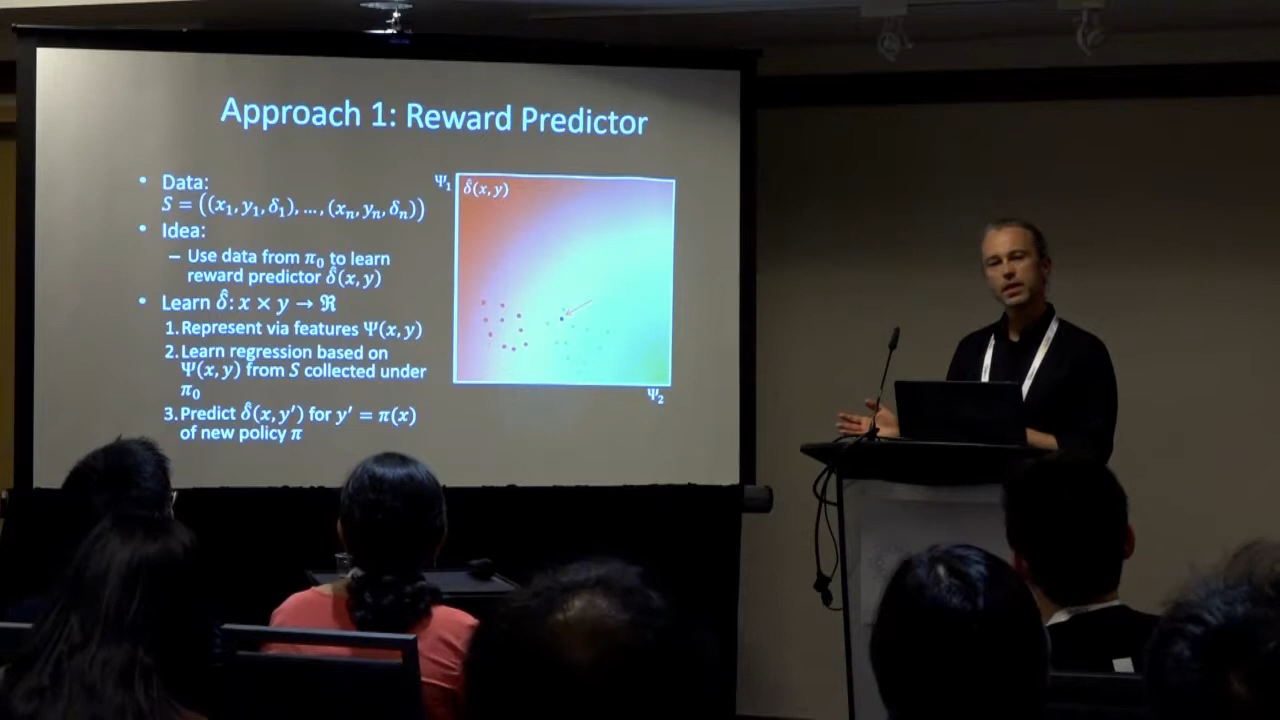 Approach 1: Reward Predictor
• Data:
S = ((x₁, y₁, δ₁), … , (xₙ, yₙ, δₙ))
• Idea:
– Use data from π₀ to learn
reward predictor δ̂(x, y)
• Learn δ̂: x × y → ℜ
1. Represent via features Ψ(x, y)
2. Learn regression based on
Ψ(x, y) from S collected under
π₀
3. Predict δ̂(x, y′) for y′ = π(x)
of new policy π
Ψ₁
δ̂(x, y)
Ψ₂